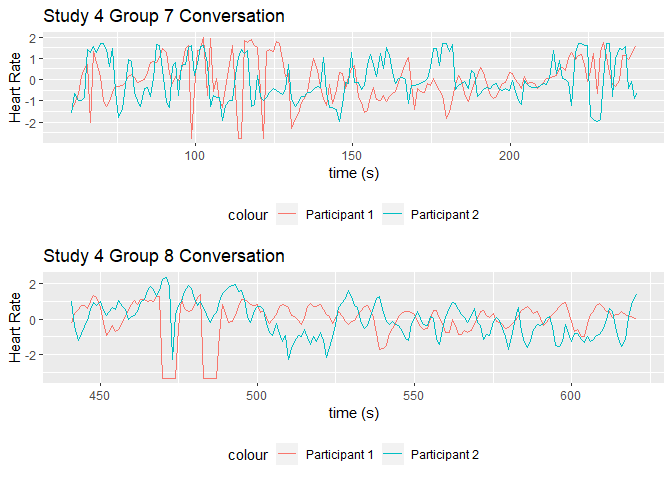 Study 4 Group 7 Conversation
2
1
0
-1
-2
Heart Rate
100
150
200
time (s)
colour
Participant 1
Participant 2
Study 4 Group 8 Conversation
2
0
-2
Heart Rate
450
500
550
600
time (s)
colour
Participant 1
Participant 2